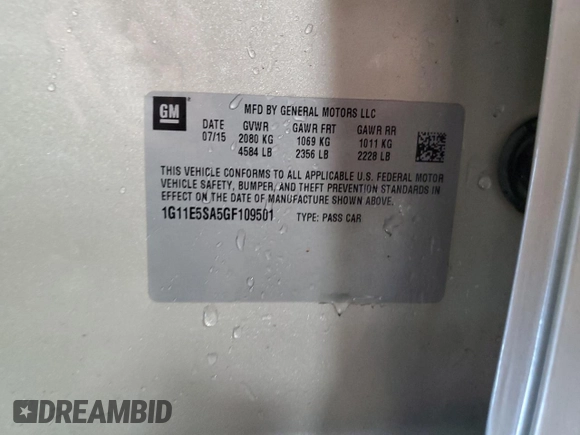 GM
MFD BY GENERAL MOTORS LLC
DATE GVWR GAWR FRT GAWR RR
07/15 2080 KG 1069 KG 1011 KG
4584 LB 2356 LB 2228 LB
THIS VEHICLE CONFORMS TO ALL APPLICABLE U.S. FEDERAL MOTOR
VEHICLE SAFETY, BUMPER, AND THEFT PREVENTION STANDARDS IN
EFFECT ON THE DATE OF MANUFACTURE SHOWN ABOVE.
1G11E5SA5GF109501 TYPE: PASS CAR
DREAMBID